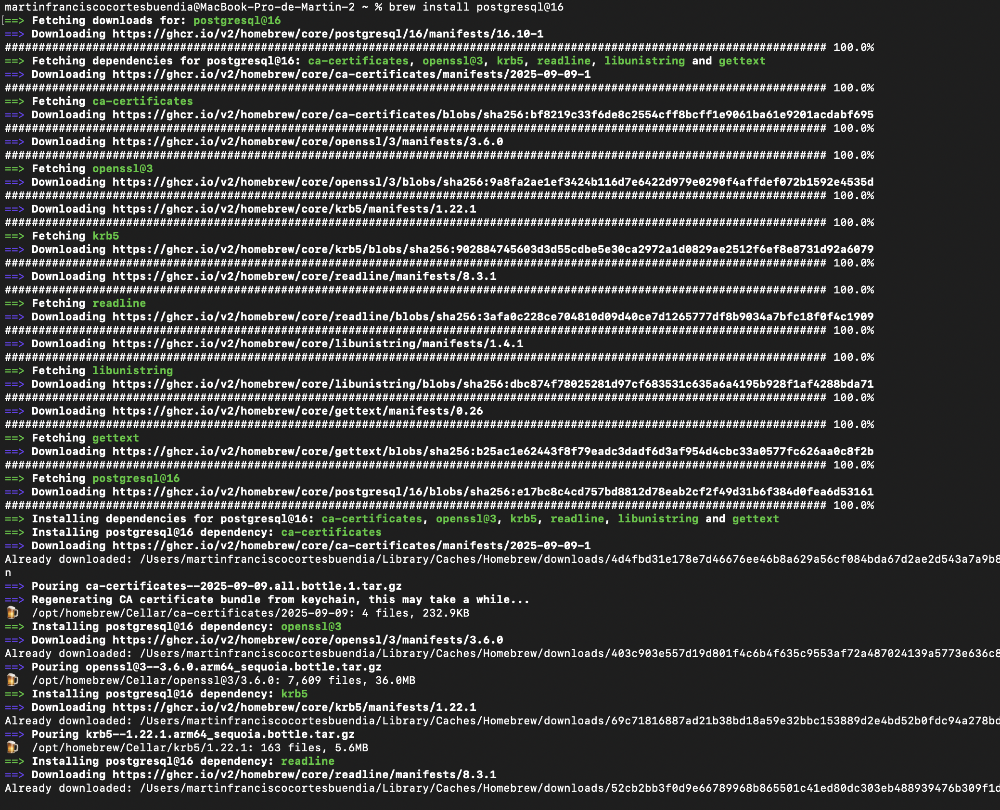 martinfranciscocortesbuendia@MacBook-Pro-de-Martin-2 ~ % brew install postgresql@16
[==> Fetching downloads for: postgresql@16
==> Downloading https://ghcr.io/v2/homebrew/core/postgresql/16/manifests/16.10-1
########################################################################################################################## 100.0%
==> Fetching dependencies for postgresql@16: ca-certificates, openssl@3, krb5, readline, libunistring and gettext
==> Downloading https://ghcr.io/v2/homebrew/core/ca-certificates/manifests/2025-09-09-1
########################################################################################################################## 100.0%
==> Fetching ca-certificates
==> Downloading https://ghcr.io/v2/homebrew/core/ca-certificates/blobs/sha256:bf8219c33f6de8c2554cff8bcff1e9061ba61e9201acdabf695
########################################################################################################################## 100.0%
==> Downloading https://ghcr.io/v2/homebrew/core/openssl/3/manifests/3.6.0
########################################################################################################################## 100.0%
==> Fetching openssl@3
==> Downloading https://ghcr.io/v2/homebrew/core/openssl/3/blobs/sha256:9a8fa2ae1ef3424b116d7e6422d979e0290f4affdef072b1592e4535d
########################################################################################################################## 100.0%
==> Downloading https://ghcr.io/v2/homebrew/core/krb5/manifests/1.22.1
########################################################################################################################## 100.0%
==> Fetching krb5
==> Downloading https://ghcr.io/v2/homebrew/core/krb5/blobs/sha256:902884745603d3d55cdbe5e30ca2972a1d0829ae2512f6ef8e8731d92a6079
########################################################################################################################## 100.0%
==> Downloading https://ghcr.io/v2/homebrew/core/readline/manifests/8.3.1
########################################################################################################################## 100.0%
==> Fetching readline
==> Downloading https://ghcr.io/v2/homebrew/core/readline/blobs/sha256:3afa0c228ce704810d09d40ce7d1265777df8b9034a7bfc18f0f4c1909
########################################################################################################################## 100.0%
==> Downloading https://ghcr.io/v2/homebrew/core/libunistring/manifests/1.4.1
########################################################################################################################## 100.0%
==> Fetching libunistring
==> Downloading https://ghcr.io/v2/homebrew/core/libunistring/blobs/sha256:dbc874f78025281d97cf683531c635a6a4195b928f1af4288bda71
########################################################################################################################## 100.0%
==> Downloading https://ghcr.io/v2/homebrew/core/gettext/manifests/0.26
########################################################################################################################## 100.0%
==> Fetching gettext
==> Downloading https://ghcr.io/v2/homebrew/core/gettext/blobs/sha256:b25ac1e62443f8f79eadc3dadf6d3af954d4cbc33a0577fc626aa0c8f2b
########################################################################################################################## 100.0%
==> Fetching postgresql@16
==> Downloading https://ghcr.io/v2/homebrew/core/postgresql/16/blobs/sha256:e17bc8c4cd757bd8812d78eab2cf2f49d31b6f384d0fea6d53161
########################################################################################################################## 100.0%
==> Installing dependencies for postgresql@16: ca-certificates, openssl@3, krb5, readline, libunistring and gettext
==> Installing postgresql@16 dependency: ca-certificates
==> Downloading https://ghcr.io/v2/homebrew/core/ca-certificates/manifests/2025-09-09-1
Already downloaded: /Users/martinfranciscocortesbuendia/Library/Caches/Homebrew/downloads/4d4fbd31e178e7d46676ee46b8a629a56cf084bda67d2ae2d543a7a9b8
n
==> Pouring ca-certificates--2025-09-09.all.bottle.1.tar.gz
==> Regenerating CA certificate bundle from keychain, this may take a while...
🍺  /opt/homebrew/Cellar/ca-certificates/2025-09-09: 4 files, 232.9KB
==> Installing postgresql@16 dependency: openssl@3
==> Downloading https://ghcr.io/v2/homebrew/core/openssl/3/manifests/3.6.0
Already downloaded: /Users/martinfranciscocortesbuendia/Library/Caches/Homebrew/downloads/403c903e557d19d801f4c6b4f635c9553af72a487024139a5773e636c8
==> Pouring openssl@3--3.6.0.arm64_sequoia.bottle.tar.gz
🍺  /opt/homebrew/Cellar/openssl@3/3.6.0: 7,609 files, 36.0MB
==> Installing postgresql@16 dependency: krb5
==> Downloading https://ghcr.io/v2/homebrew/core/krb5/manifests/1.22.1
Already downloaded: /Users/martinfranciscocortesbuendia/Library/Caches/Homebrew/downloads/69c71816887ad21b38bd18a59e32bbc153889d2e4bd52b0fdc94a278bd
==> Pouring krb5--1.22.1.arm64_sequoia.bottle.tar.gz
🍺  /opt/homebrew/Cellar/krb5/1.22.1: 163 files, 5.6MB
==> Installing postgresql@16 dependency: readline
==> Downloading https://ghcr.io/v2/homebrew/core/readline/manifests/8.3.1
Already downloaded: /Users/martinfranciscocortesbuendia/Library/Caches/Homebrew/downloads/52cb2bb3f0d9e66789968b865501c41ed80dc303eb488939476b309f1d